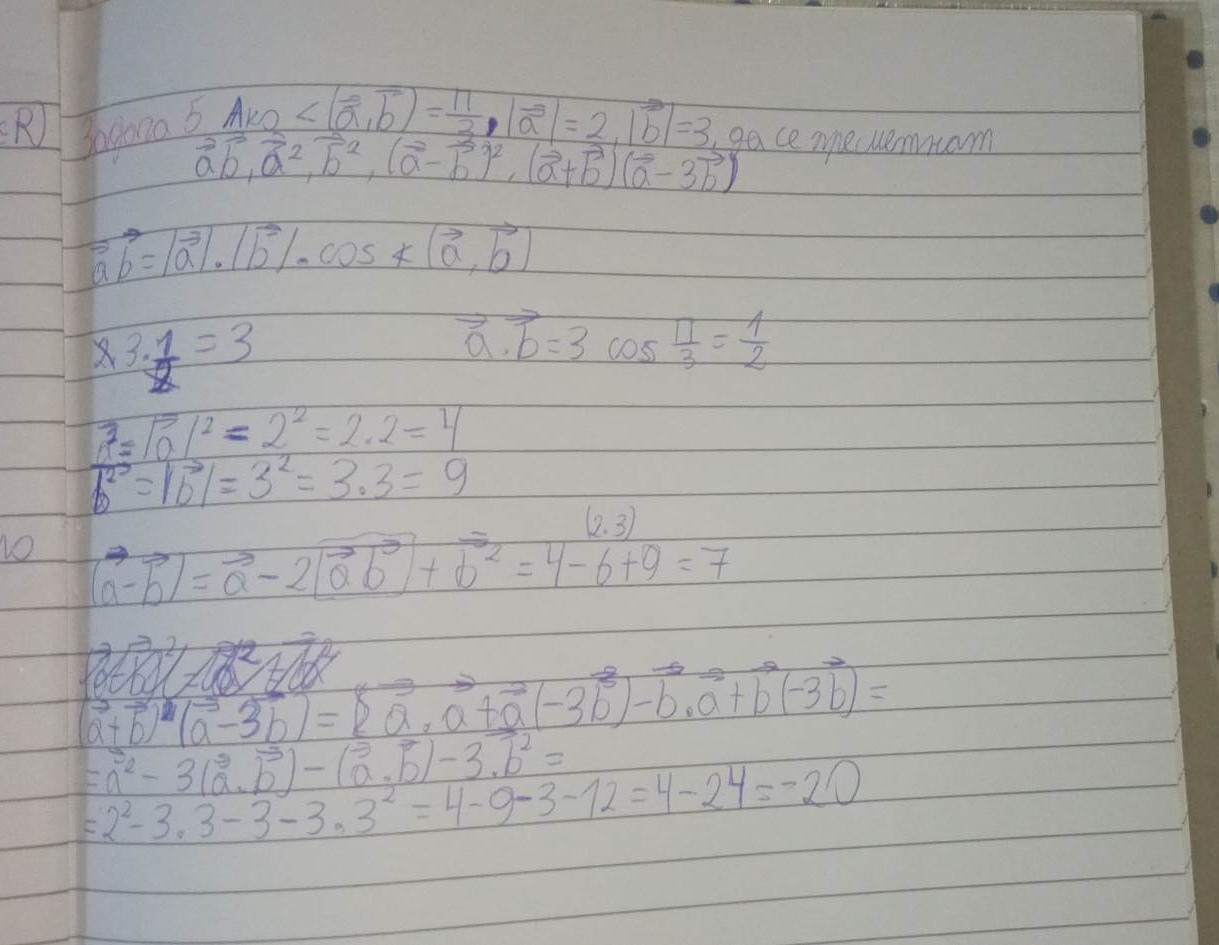 R)
Задача 5 Ако < (a⃗,b⃗) = π/3, |a⃗| = 2, |b⃗| = 3, да се пресметнат
a⃗b⃗, a⃗², b⃗², (a⃗-b⃗)², (a⃗+b⃗)(a⃗-3b⃗)
a⃗b⃗ = |a⃗|.|b⃗|. cos ∢ (a⃗,b⃗)
2.3.1/2 = 3 a⃗.b⃗ = 3 cos π/3 = 1/2
a⃗² = |a⃗|² = 2² = 2.2 = 4
b⃗² = |b⃗| = 3² = 3.3 = 9
(2.3)
(a⃗-b⃗) = a⃗ - 2(a⃗b⃗) + b⃗² = 4-6+9 = 7
(a⃗+b⃗)·(a⃗-3b⃗) = a⃗.a⃗+a⃗(-3b⃗)-b⃗.a⃗+b⃗(-3b⃗) =
= a⃗² - 3(a⃗.b⃗) - (a⃗.b⃗) - 3.b⃗² =
= 2² - 3.3 - 3 - 3.3² = 4-9-3-12 = 4-24 = -20